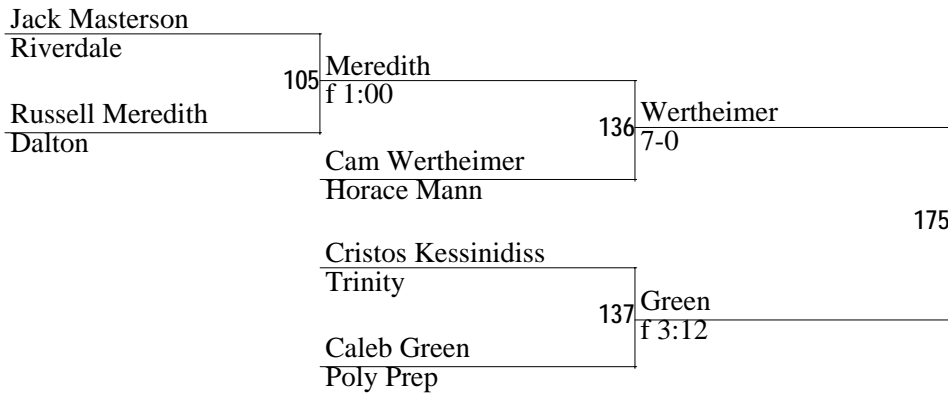 Jack Masterson
Riverdale
105
Meredith
f 1:00
Russell Meredith
Dalton
136
Wertheimer
7-0
Cam Wertheimer
Horace Mann
175
Cristos Kessinidiss
Trinity
137
Green
f 3:12
Caleb Green
Poly Prep